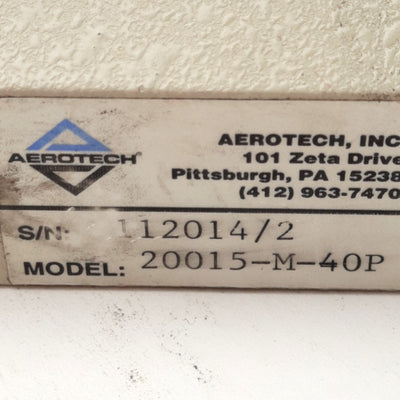 AEROTECH
AEROTECH, INC
101 Zeta Drive
Pittsburgh, PA 15238
(412) 963-7470
S/N: 112014/2
MODEL: 20015-M-40P